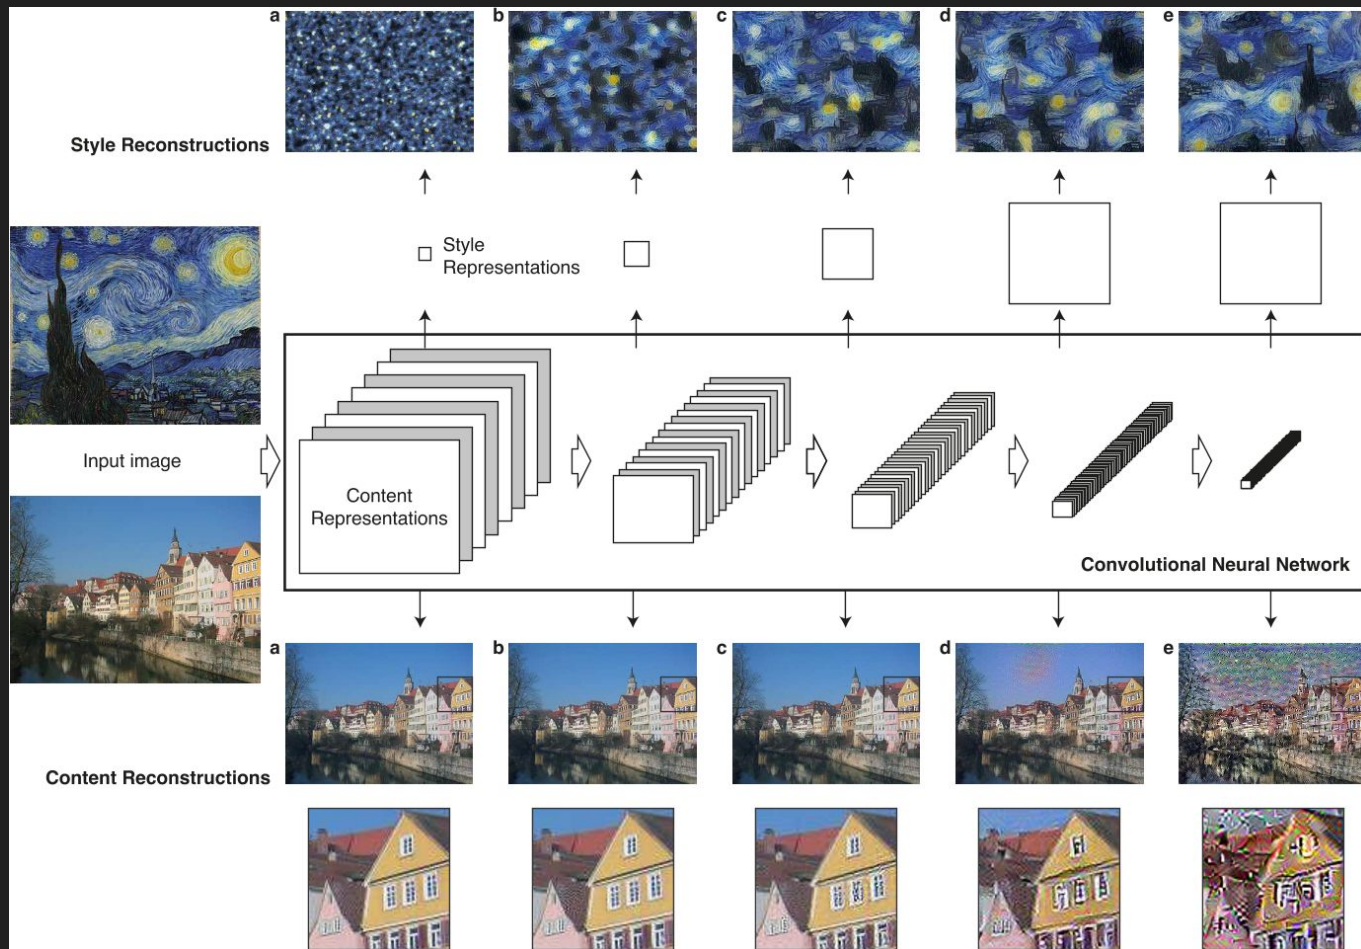 a
b
c
d
e
Style Reconstructions
Style
Representations
Input image
Content
Representations
Convolutional Neural Network
a
b
c
d
e
Content Reconstructions